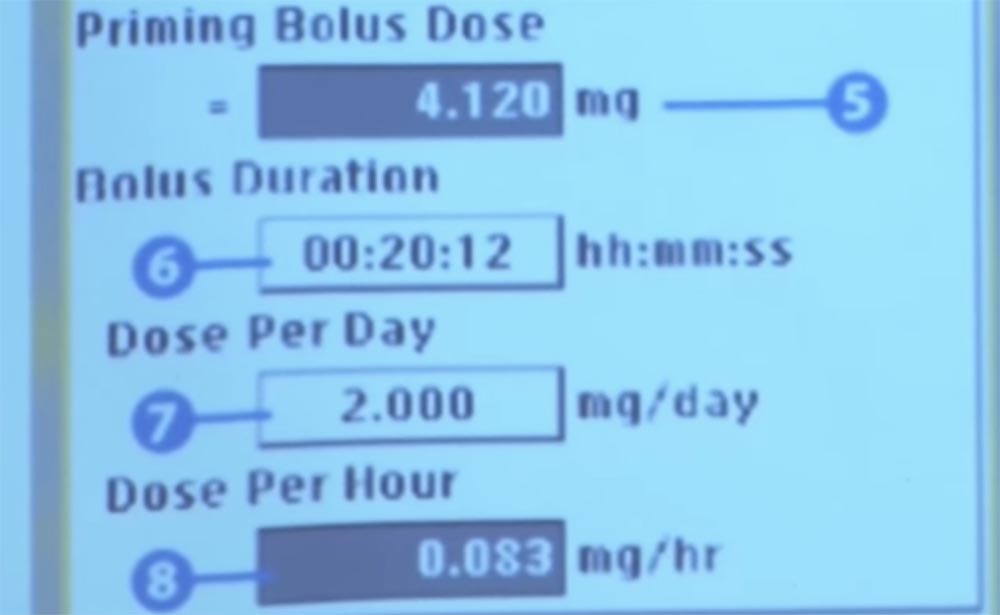 Priming Bolus Dose
= 4.120 mg 5
Bolus Duration
6 00:20:12 hh:mm:ss
Dose Per Day
7 2.000 mg/day
Dose Per Hour
8 0.083 mg/hr